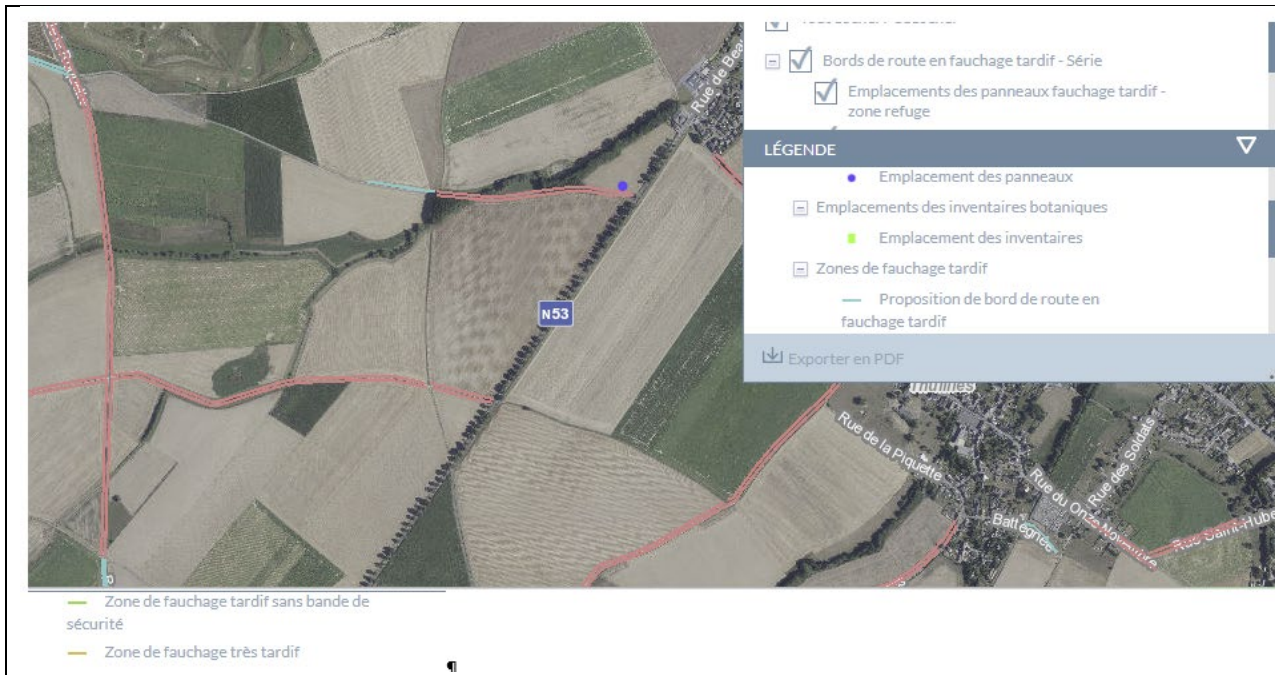 Bords de route en fauchage tardif - Série
Emplacements des panneaux fauchage tardif -
zone refuge
LÉGENDE
Emplacement des panneaux
Emplacements des inventaires botaniques
Emplacement des inventaires
Zones de fauchage tardif
Proposition de bord de route en
fauchage tardif
Exporter en PDF
Rue de Beau
N53
Thulines
Rue de la Piquette
Rue des Soldats
Rue du Onze Novembre
Battegnée
Rue Saint-Hube
Zone de fauchage tardif sans bande de
sécurité
Zone de fauchage très tardif
¶